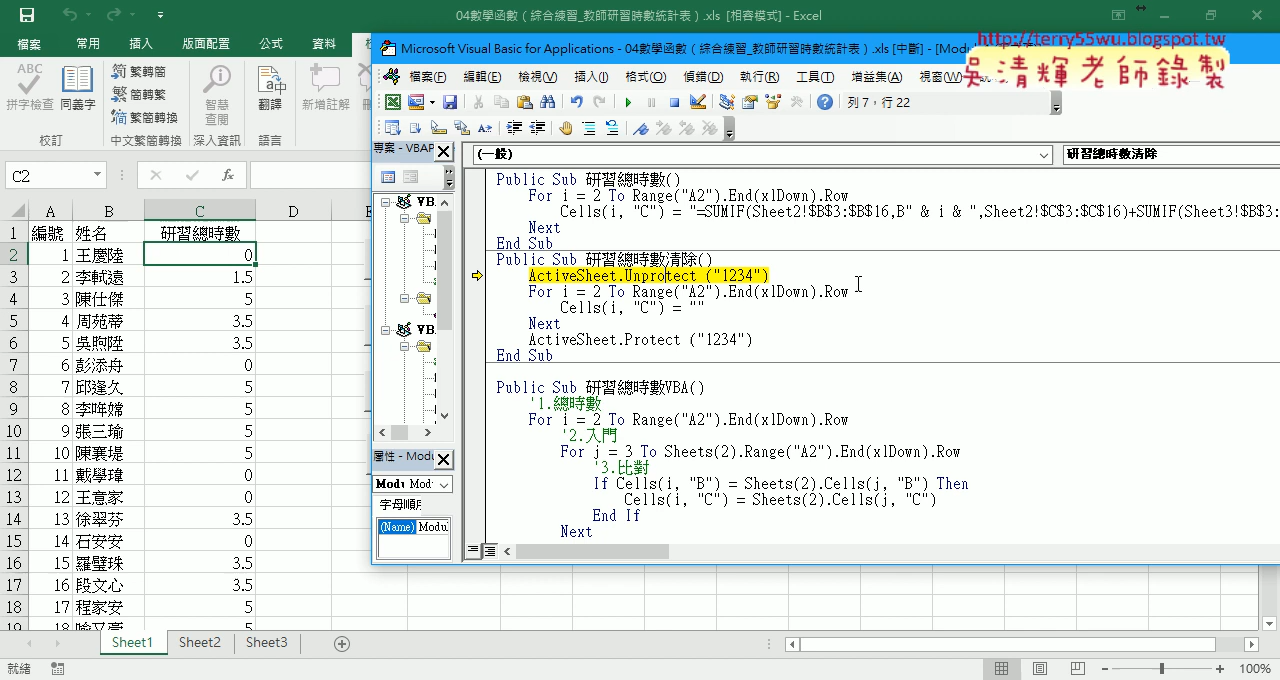 04數學函數（綜合練習_教師研習時數統計表）.xls [相容模式] - Excel
http://terry55wu.blogspot.tw
吳清輝老師錄製
檔案 常用 插入 版面配置 公式 資料
ABC 拼字檢查 同義字 繁轉簡 簡轉繁 繁簡轉換 智慧查閱 翻譯 新增註解
校訂 中文繁簡轉換 深入資訊 語言
C2 fx
A B C D
1 編號 姓名 研習總時數
2 1 王慶陸 0
3 2 李軾遠 1.5
4 3 陳仕傑 5
5 4 周苑蒂 3.5
6 5 吳煦陞 3.5
7 6 彭添舟 0
8 7 邱逢久 5
9 8 李哞嫦 5
10 9 張三瑜 5
11 10 陳襄堤 5
12 11 戴學瑋 0
13 12 王意家 0
14 13 徐翠芬 3.5
15 14 石安安 0
16 15 羅璧珠 3.5
17 16 段文心 3.5
18 17 程家安 5
19 18 5
Sheet1 Sheet2 Sheet3
就緒 100%
Microsoft Visual Basic for Applications - 04數學函數（綜合練習_教師研習時數統計表）.xls [中斷] - [Modu
檔案(F) 編輯(E) 檢視(V) 插入(I) 格式(O) 偵錯(D) 執行(R) 工具(T) 增益集(A) 視窗(W)
列 7，行 22
專案 - VBAP
VB
VB
屬性 - Modu
Modu Mod
字母順
(Name) Modu
(一般) 研習總時數清除
Public Sub 研習總時數()
For i = 2 To Range("A2").End(xlDown).Row
Cells(i, "C") = "=SUMIF(Sheet2!$B$3:$B$16,B" & i & ",Sheet2!$C$3:$C$16)+SUMIF(Sheet3!$B$3:
Next
End Sub
Public Sub 研習總時數清除()
ActiveSheet.Unprotect ("1234")
For i = 2 To Range("A2").End(xlDown).Row
Cells(i, "C") = ""
Next
ActiveSheet.Protect ("1234")
End Sub
Public Sub 研習總時數VBA()
'1.總時數
For i = 2 To Range("A2").End(xlDown).Row
'2.入門
For j = 3 To Sheets(2).Range("A2").End(xlDown).Row
'3.比對
If Cells(i, "B") = Sheets(2).Cells(j, "B") Then
Cells(i, "C") = Sheets(2).Cells(j, "C")
End If
Next